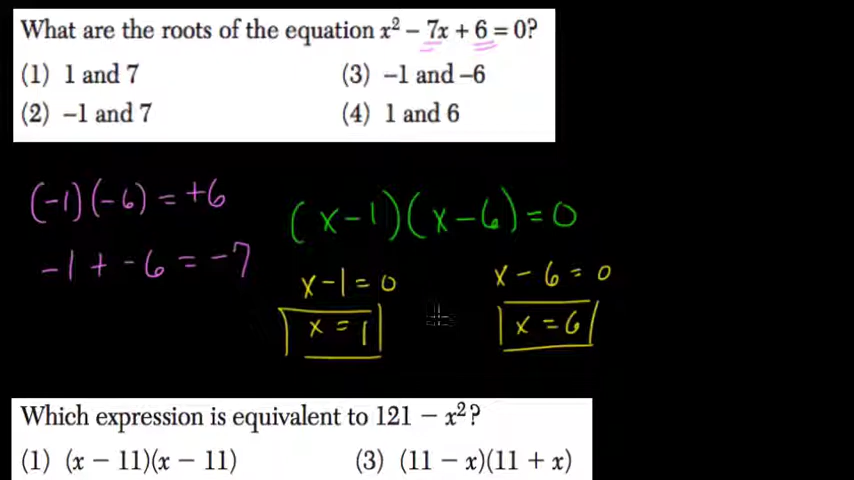 What are the roots of the equation x² − 7x + 6 = 0?
(1) 1 and 7 (3) −1 and −6
(2) −1 and 7 (4) 1 and 6
(-1)(-6) = +6
-1 + -6 = -7
(x-1)(x-6)=0
x-1=0 x-6=0
x=1 x=6
Which expression is equivalent to 121 − x²?
(1) (x − 11)(x − 11) (3) (11 − x)(11 + x)